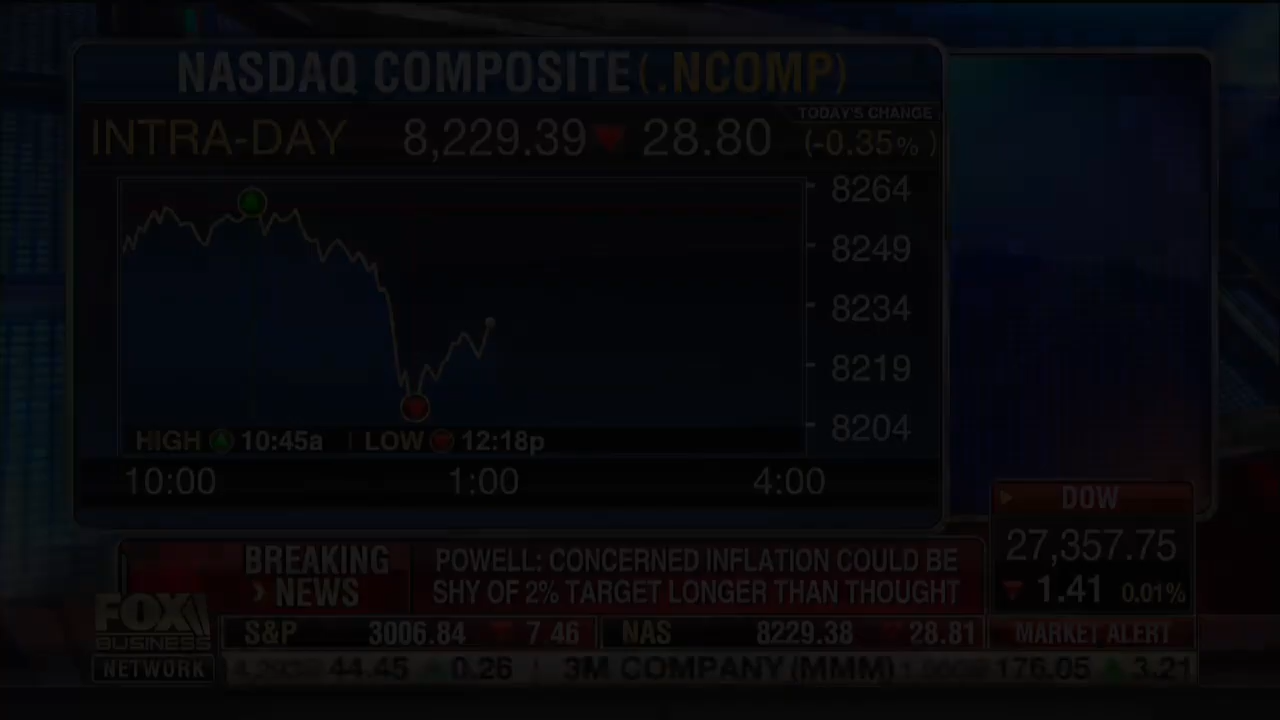 NASDAQ COMPOSITE(.NCOMP)
TODAY'S CHANGE
INTRA-DAY 8,229.39 28.80 (-0.35%)
8264
8249
8234
8219
8204
HIGH 10:45a | LOW 12:18p
10:00 1:00 4:00
DOW
27,357.75
1.41 0.01%
BREAKING
NEWS
POWELL: CONCERNED INFLATION COULD BE
SHY OF 2% TARGET LONGER THAN THOUGHT
FOX
BUSINESS
NETWORK
S&P 3006.84 7.46 NAS 8229.38 28.81 MARKET ALERT
44.45 0.26 3M COMPANY (MMM) 176.05 3.21